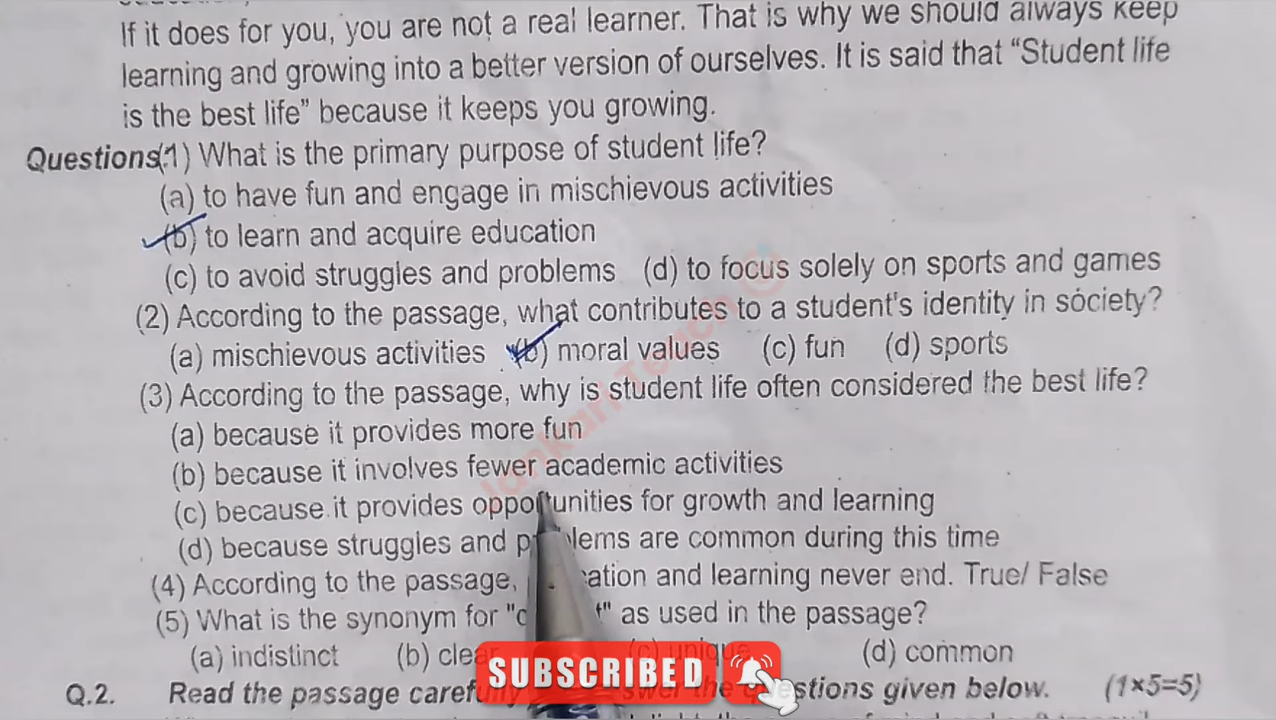 If it does for you, you are not a real learner. That is why we should always keep
learning and growing into a better version of ourselves. It is said that "Student life
is the best life" because it keeps you growing.
Questions:(1) What is the primary purpose of student life?
(a) to have fun and engage in mischievous activities
(b) to learn and acquire education
(c) to avoid struggles and problems (d) to focus solely on sports and games
(2) According to the passage, what contributes to a student's identity in society?
(a) mischievous activities (b) moral values (c) fun (d) sports
(3) According to the passage, why is student life often considered the best life?
(a) because it provides more fun
(b) because it involves fewer academic activities
(c) because it provides opportunities for growth and learning
(d) because struggles and problems are common during this time
(4) According to the passage, and learning never end. True/ False
(5) What is the synonym for as used in the passage?
(a) indistinct (b) clear (c) unique (d) common
SUBSCRIBED
Q.2. Read the passage carefully answer the questions given below. (1×5=5)